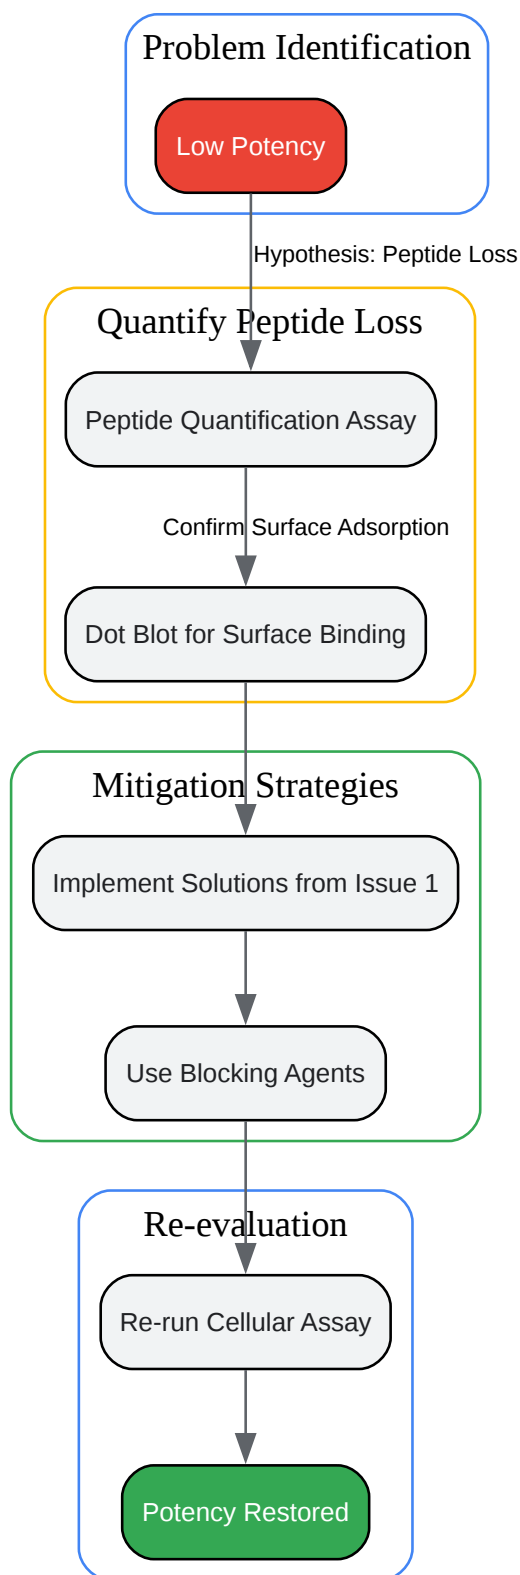 Problem Identification
Low Potency
Hypothesis: Peptide Loss
Quantify Peptide Loss
Peptide Quantification Assay
Confirm Surface Adsorption
Dot Blot for Surface Binding
Mitigation Strategies
Implement Solutions from Issue 1
Use Blocking Agents
Re-evaluation
Re-run Cellular Assay
Potency Restored